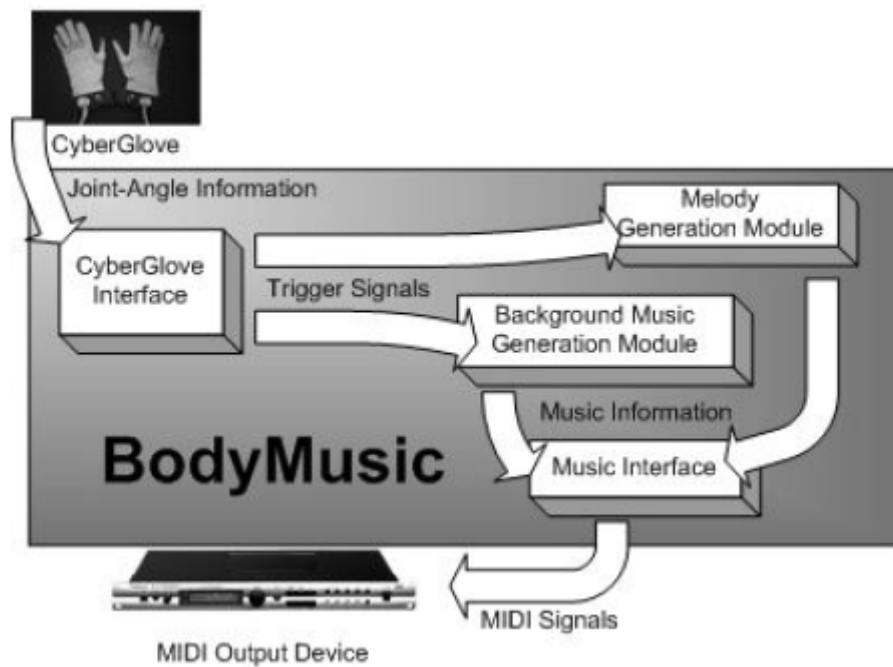 CyberGlove
Joint-Angle Information
Melody
Generation Module
CyberGlove
Interface
Trigger Signals
Background Music
Generation Module
Music Information
BodyMusic
Music Interface
MIDI Signals
MIDI Output Device